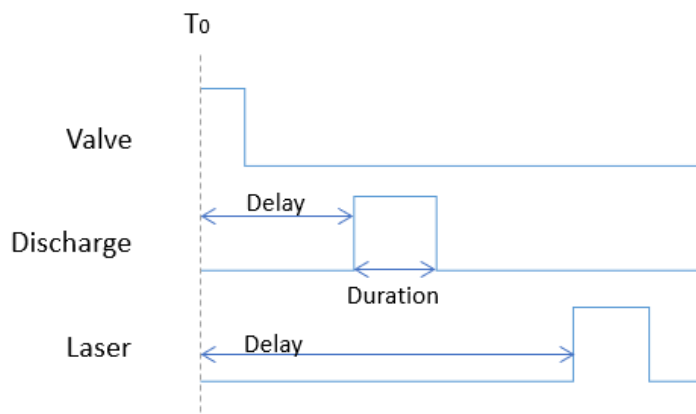 T0
Valve
Delay
Discharge
Duration
Delay
Laser